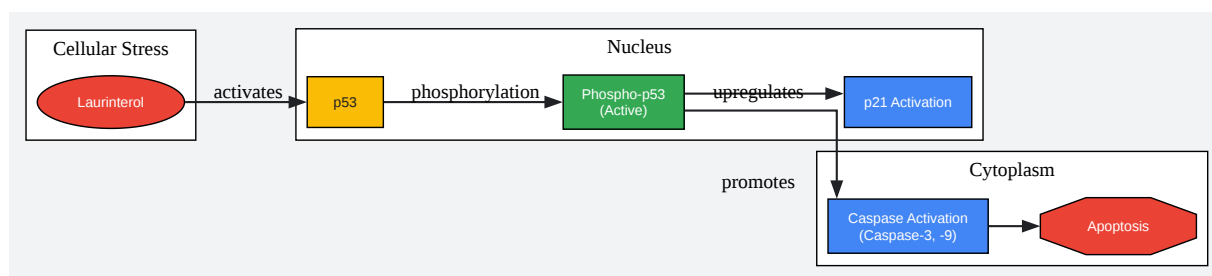 Cellular Stress
Laurinterol
activates
Nucleus
p53
phosphorylation
Phospho-p53
(Active)
upregulates
p21 Activation
promotes
Cytoplasm
Caspase Activation
(Caspase-3, -9)
Apoptosis